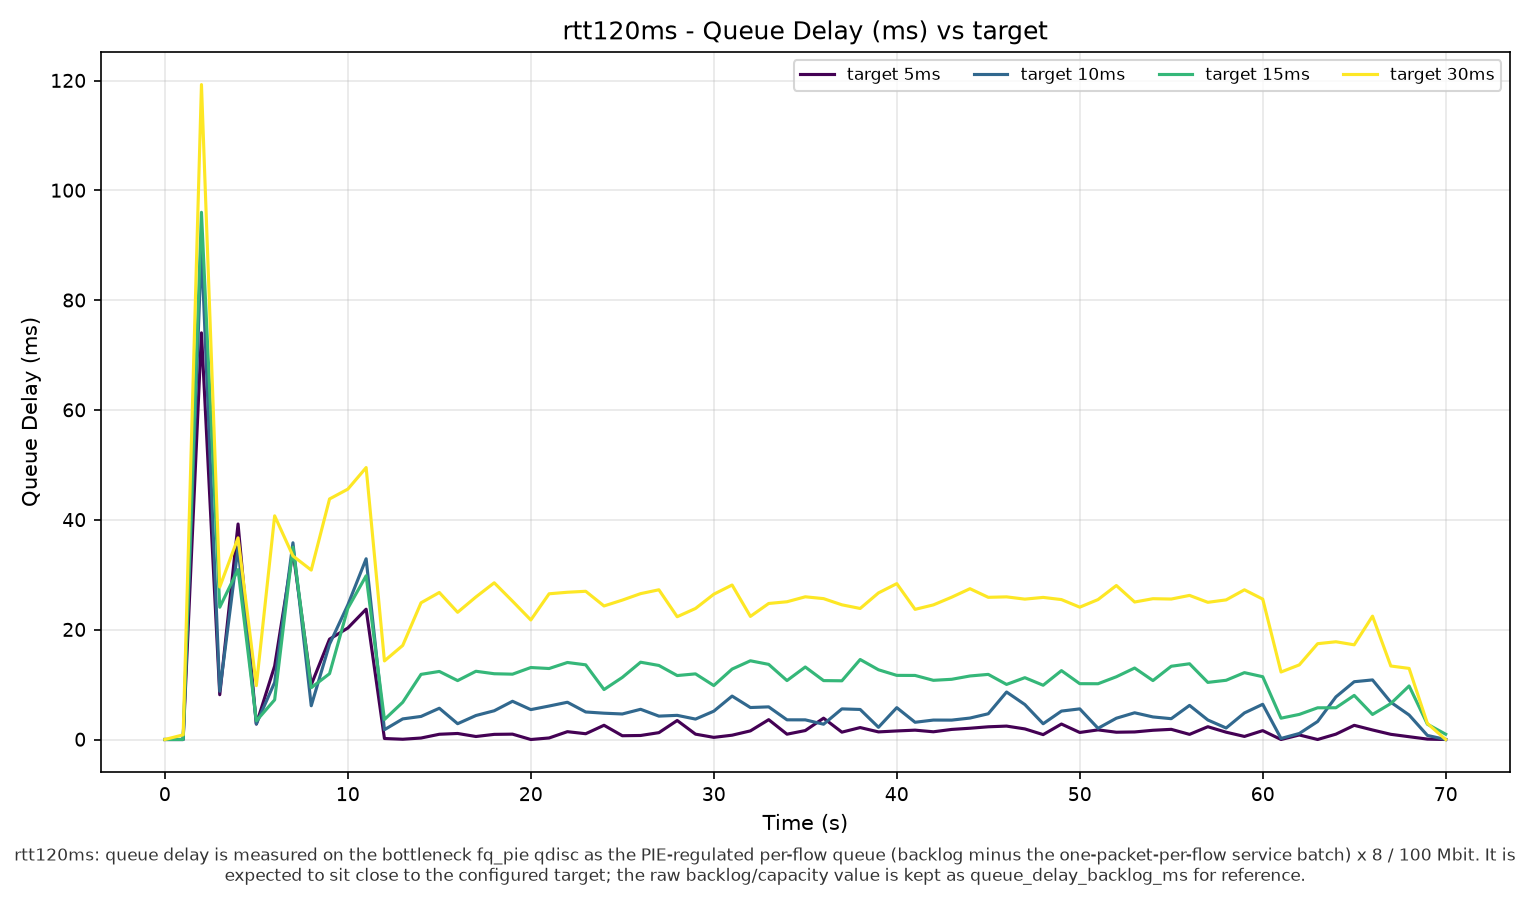 rtt120ms - Queue Delay (ms) vs target
target 5ms
target 10ms
target 15ms
target 30ms
Queue Delay (ms)
120
100
80
60
40
20
0
0 10 20 30 40 50 60 70
Time (s)
rtt120ms: queue delay is measured on the bottleneck fq_pie qdisc as the PIE-regulated per-flow queue (backlog minus the one-packet-per-flow service batch) x 8 / 100 Mbit. It is
expected to sit close to the configured target; the raw backlog/capacity value is kept as queue_delay_backlog_ms for reference.